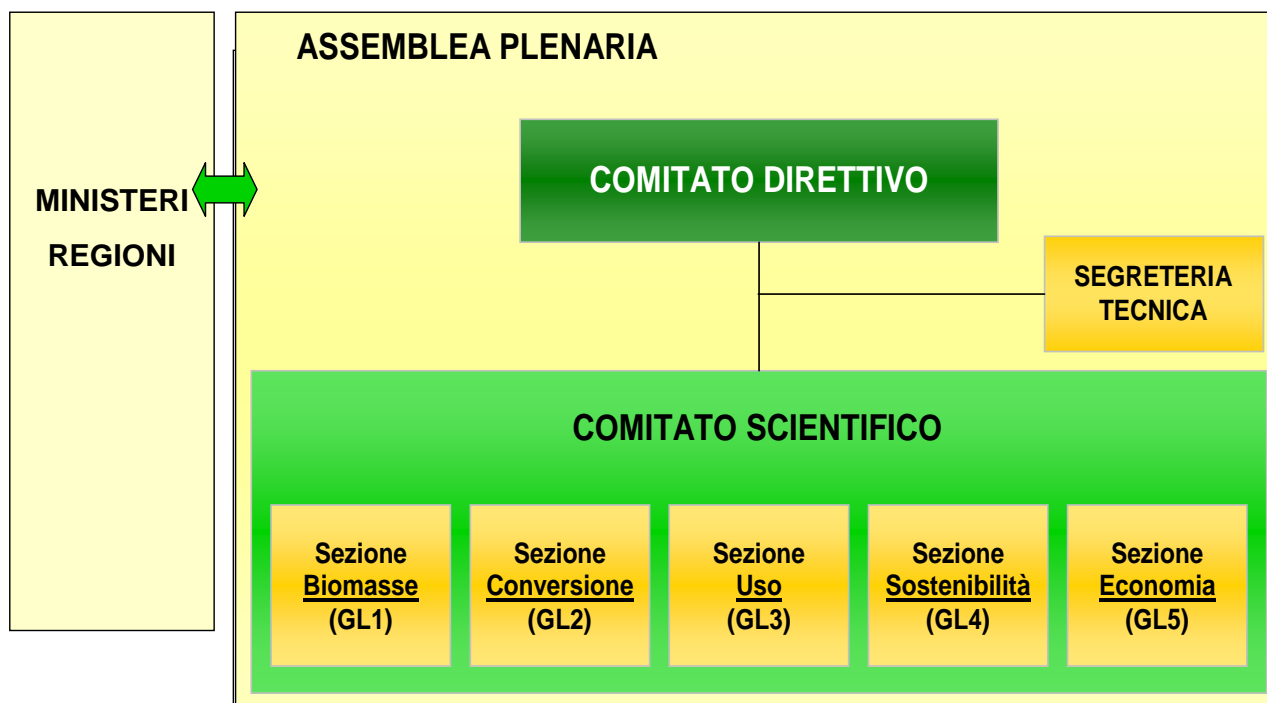 ASSEMBLEA PLENARIA
COMITATO DIRETTIVO
MINISTERI
REGIONI
SEGRETERIA
TECNICA
COMITATO SCIENTIFICO
Sezione
Biomasse
(GL1)
Sezione
Conversione
(GL2)
Sezione
Uso
(GL3)
Sezione
Sostenibilità
(GL4)
Sezione
Economia
(GL5)